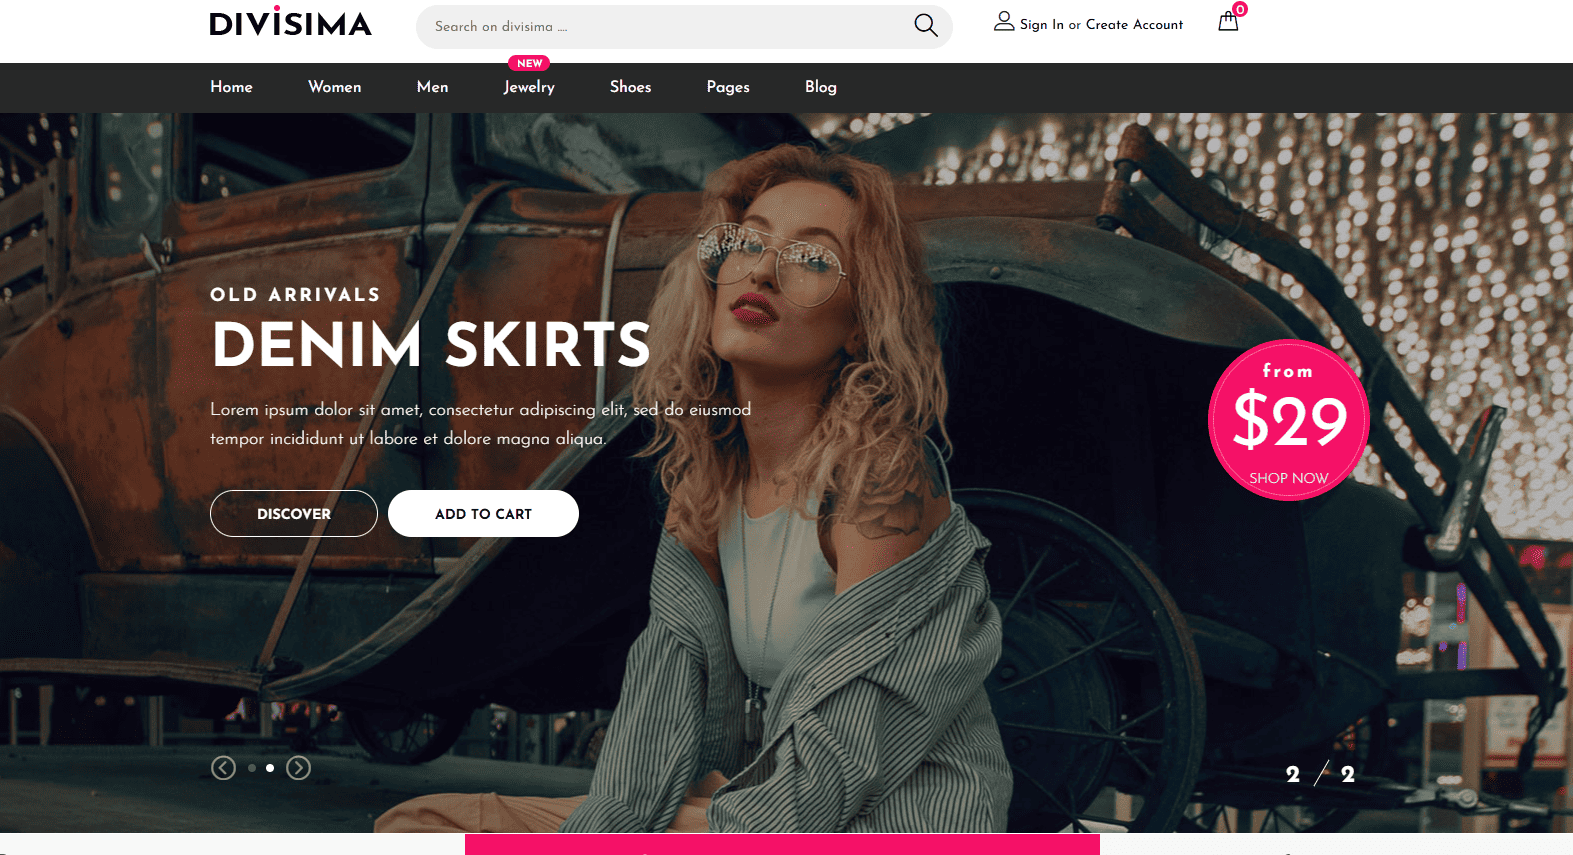 DIVISIMA
Search on divisima ....
Sign In or Create Account
0
NEW
Home Women Men Jewelry Shoes Pages Blog
OLD ARRIVALS
DENIM SKIRTS
Lorem ipsum dolor sit amet, consectetur adipiscing elit, sed do eiusmod
tempor incididunt ut labore et dolore magna aliqua.
DISCOVER
ADD TO CART
from
$29
SHOP NOW
2 / 2